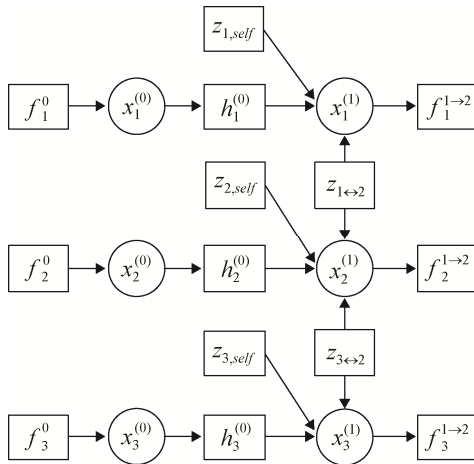 z_{1,self}
f_1^0 x_1^{(0)} h_1^{(0)} x_1^{(1)} f_1^{1→2}
z_{2,self} z_{1↔2}
f_2^0 x_2^{(0)} h_2^{(0)} x_2^{(1)} f_2^{1→2}
z_{3,self} z_{3↔2}
f_3^0 x_3^{(0)} h_3^{(0)} x_3^{(1)} f_3^{1→2}